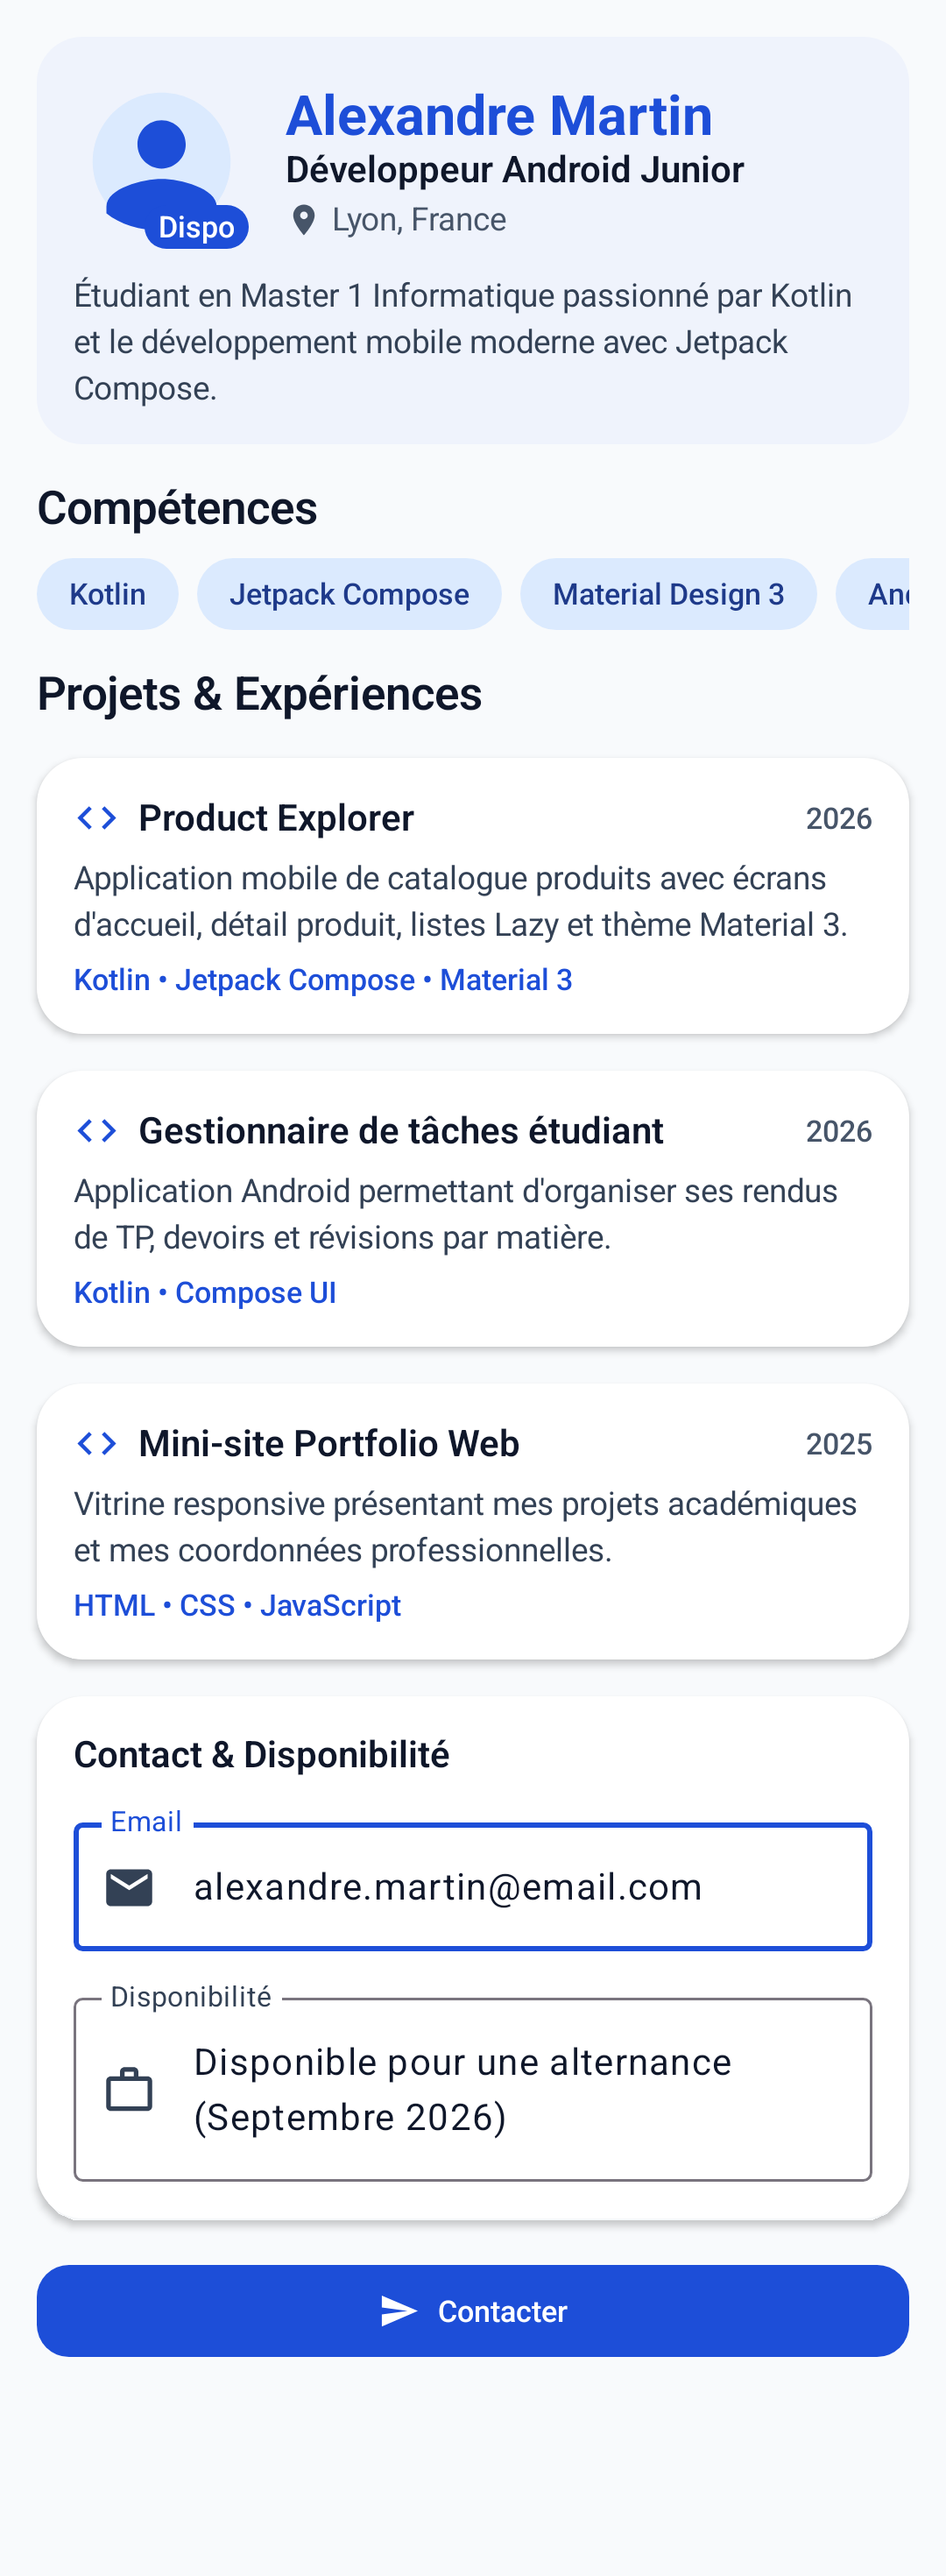 Alexandre Martin
Développeur Android Junior
Lyon, France
Dispo
Étudiant en Master 1 Informatique passionné par Kotlin
et le développement mobile moderne avec Jetpack
Compose.
Compétences
Kotlin
Jetpack Compose
Material Design 3
Projets & Expériences
Product Explorer
2026
Application mobile de catalogue produits avec écrans
d'accueil, détail produit, listes Lazy et thème Material 3.
Kotlin • Jetpack Compose • Material 3
Gestionnaire de tâches étudiant
2026
Application Android permettant d'organiser ses rendus
de TP, devoirs et révisions par matière.
Kotlin • Compose UI
Mini-site Portfolio Web
2025
Vitrine responsive présentant mes projets académiques
et mes coordonnées professionnelles.
HTML • CSS • JavaScript
Contact & Disponibilité
Email
alexandre.martin@email.com
Disponibilité
Disponible pour une alternance
(Septembre 2026)
Contacter